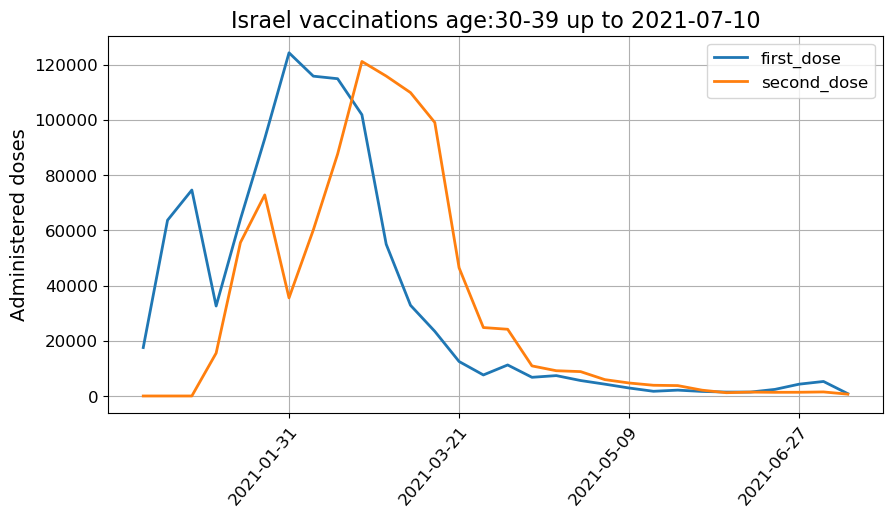 Israel vaccinations age:30-39 up to 2021-07-10
first_dose
second_dose
Administered doses
120000
100000
80000
60000
40000
20000
0
2021-01-31
2021-03-21
2021-05-09
2021-06-27